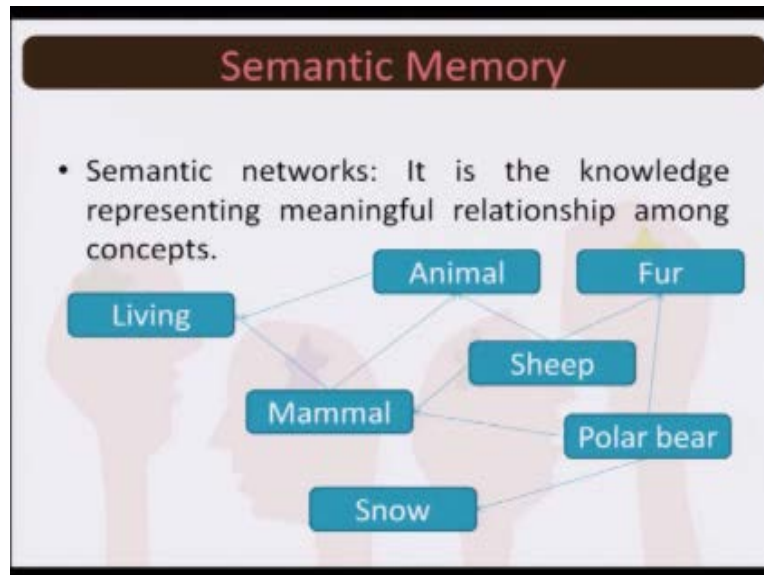 Semantic Memory
• Semantic networks: It is the knowledge
representing meaningful relationship among
concepts.
Animal
Fur
Living
Sheep
Mammal
Polar bear
Snow